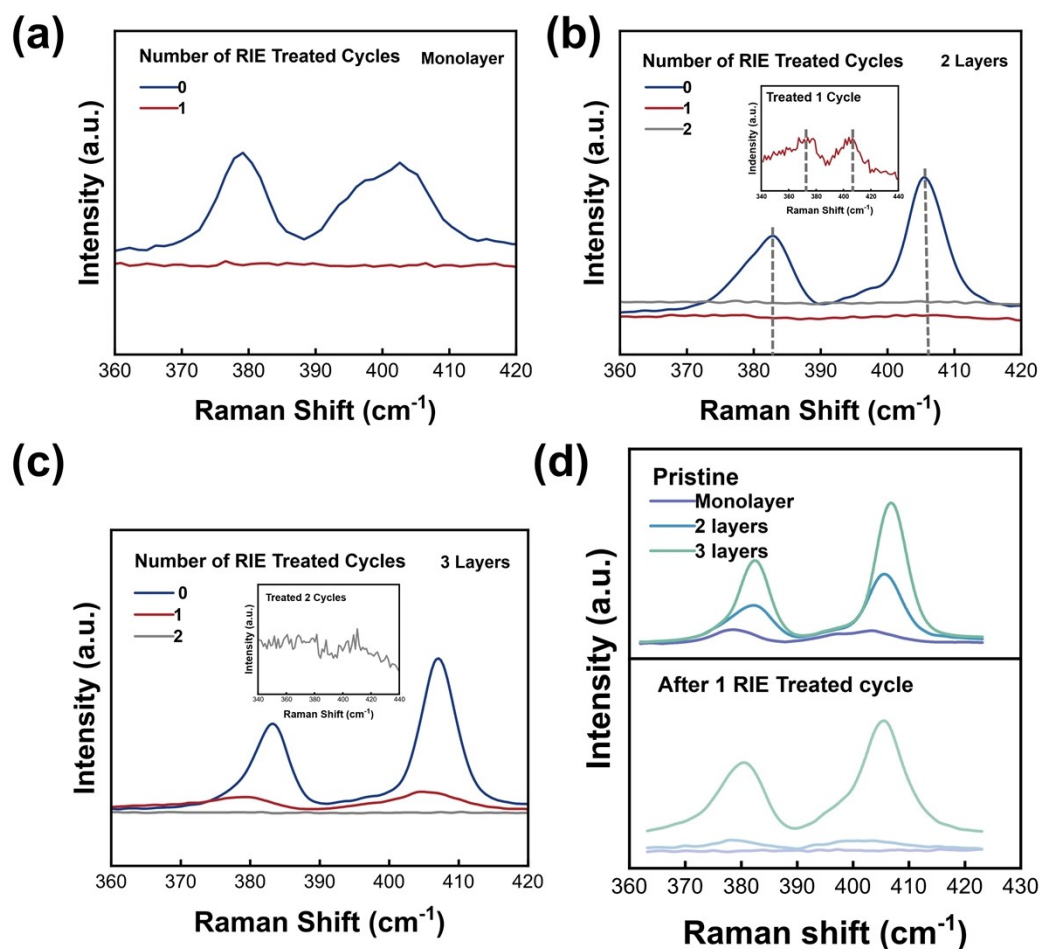 (a)
Number of RIE Treated Cycles
Monolayer
0
1
Intensity (a.u.)
360 370 380 390 400 410 420
Raman Shift (cm-1)
(b)
Number of RIE Treated Cycles
2 Layers
0
1
2
Treated 1 Cycle
Indensity (a.u.)
340 360 380 400 420 440
Raman Shift (cm-1)
Intensity (a.u.)
360 370 380 390 400 410 420
Raman Shift (cm-1)
(c)
Number of RIE Treated Cycles
3 Layers
0
1
2
Treated 2 Cycles
Intensity (a.u.)
340 360 380 400 420 440
Raman Shift (cm-1)
Intensity (a.u.)
360 370 380 390 400 410 420
Raman Shift (cm-1)
(d)
Pristine
Monolayer
2 layers
3 layers
After 1 RIE Treated cycle
Intensity (a.u.)
360 370 380 390 400 410 420 430
Raman shift (cm-1)